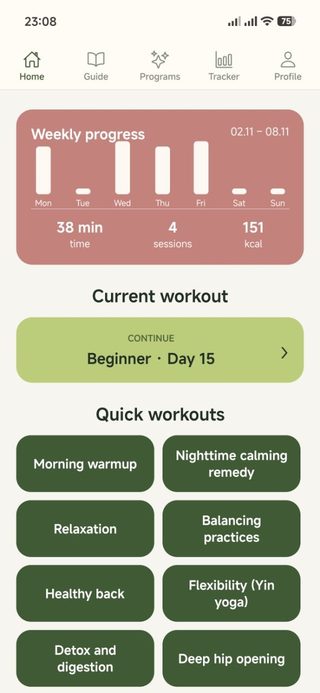 23:08
75
Home
Guide
Programs
Tracker
Profile
Weekly progress
02.11 – 08.11
Mon
Tue
Wed
Thu
Fri
Sat
Sun
38 min
time
4
sessions
151
kcal
Current workout
CONTINUE
Beginner · Day 15
Quick workouts
Morning warmup
Nighttime calming
remedy
Relaxation
Balancing
practices
Healthy back
Flexibility (Yin
yoga)
Detox and
digestion
Deep hip opening